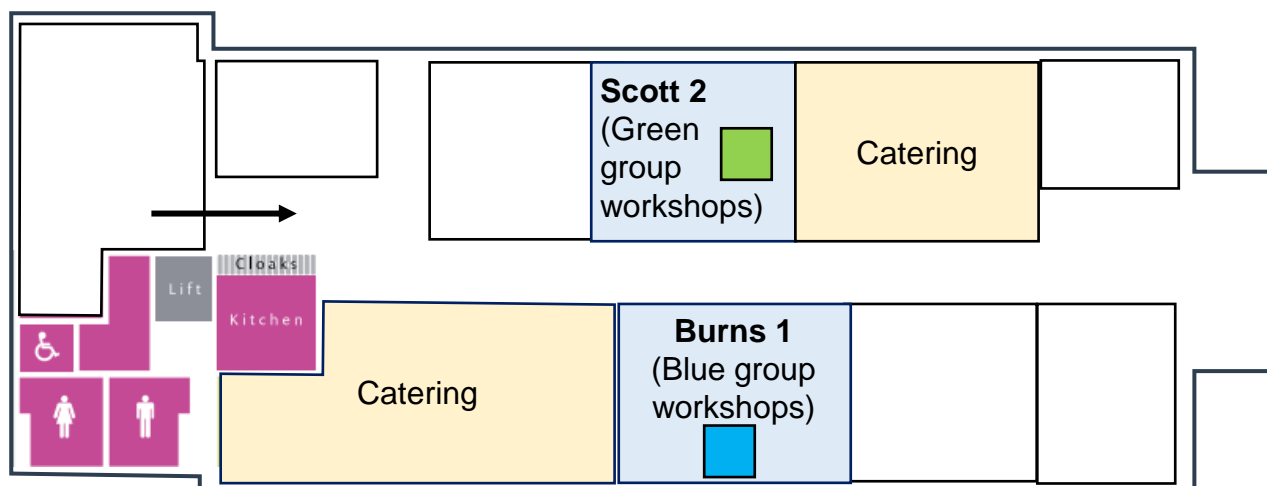 Scott 2
(Green
group
workshops)
Catering
Cloaks
Lift
Kitchen
Catering
Burns 1
(Blue group
workshops)